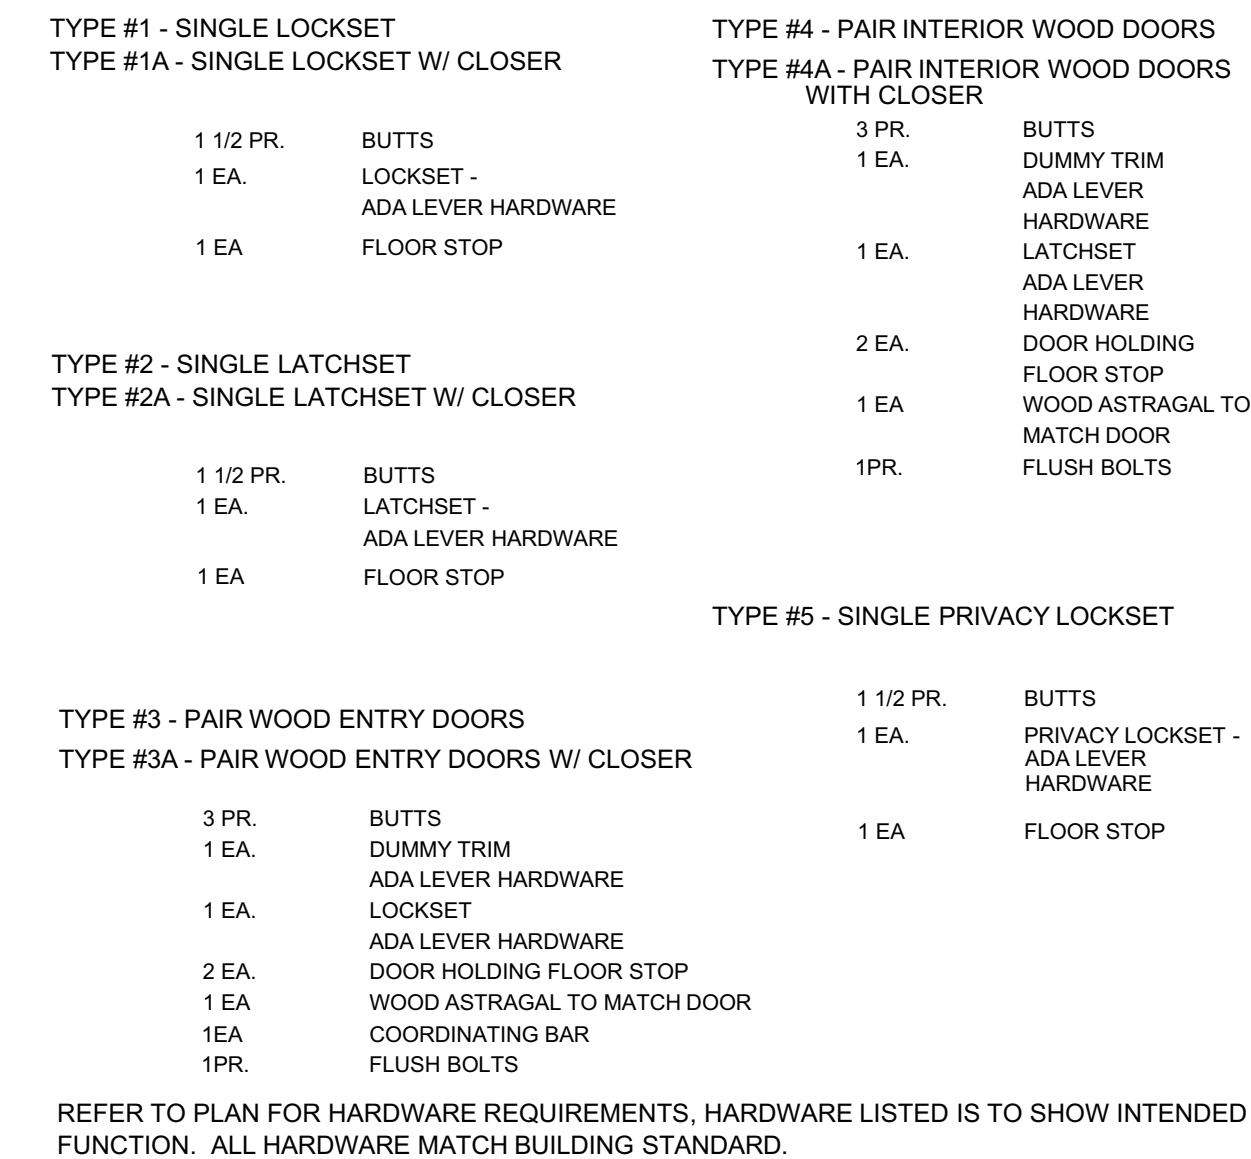 TYPE #1 - SINGLE LOCKSET
TYPE #1A - SINGLE LOCKSET W/ CLOSER
1 1/2 PR. BUTTS
1 EA. LOCKSET -
ADA LEVER HARDWARE
1 EA FLOOR STOP
TYPE #2 - SINGLE LATCHSET
TYPE #2A - SINGLE LATCHSET W/ CLOSER
1 1/2 PR. BUTTS
1 EA. LATCHSET -
ADA LEVER HARDWARE
1 EA FLOOR STOP
TYPE #3 - PAIR WOOD ENTRY DOORS
TYPE #3A - PAIR WOOD ENTRY DOORS W/ CLOSER
3 PR. BUTTS
1 EA. DUMMY TRIM
ADA LEVER HARDWARE
1 EA. LOCKSET
ADA LEVER HARDWARE
2 EA. DOOR HOLDING FLOOR STOP
1 EA WOOD ASTRAGAL TO MATCH DOOR
1EA COORDINATING BAR
1PR. FLUSH BOLTS
TYPE #4 - PAIR INTERIOR WOOD DOORS
TYPE #4A - PAIR INTERIOR WOOD DOORS
WITH CLOSER
3 PR. BUTTS
1 EA. DUMMY TRIM
ADA LEVER
HARDWARE
1 EA. LATCHSET
ADA LEVER
HARDWARE
2 EA. DOOR HOLDING
FLOOR STOP
1 EA WOOD ASTRAGAL TO
MATCH DOOR
1PR. FLUSH BOLTS
TYPE #5 - SINGLE PRIVACY LOCKSET
1 1/2 PR. BUTTS
1 EA. PRIVACY LOCKSET -
ADA LEVER
HARDWARE
1 EA FLOOR STOP
REFER TO PLAN FOR HARDWARE REQUIREMENTS, HARDWARE LISTED IS TO SHOW INTENDED
FUNCTION. ALL HARDWARE MATCH BUILDING STANDARD.